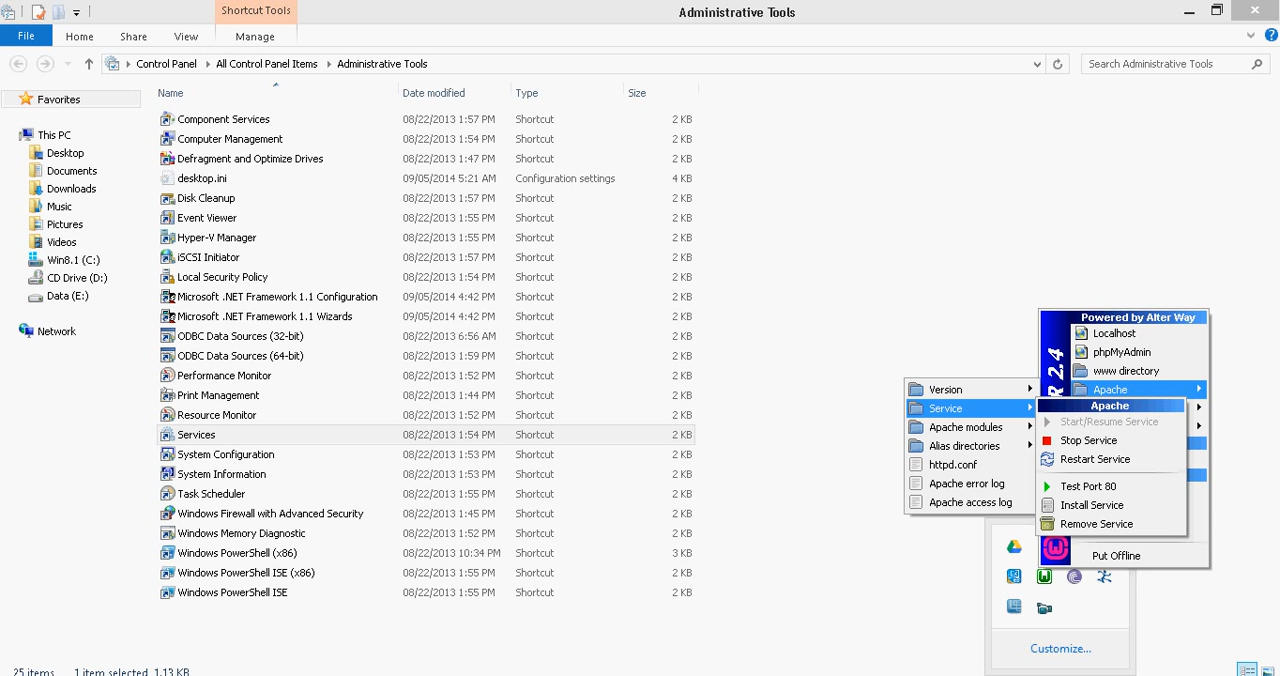 Shortcut Tools
Administrative Tools
File Home Share View Manage
Control Panel All Control Panel Items Administrative Tools
Search Administrative Tools
Name Date modified Type Size
Favorites
This PC
Desktop
Documents
Downloads
Music
Pictures
Videos
Win8.1 (C:)
CD Drive (D:)
Data (E:)
Network
Component Services 08/22/2013 1:57 PM Shortcut 2 KB
Computer Management 08/22/2013 1:54 PM Shortcut 2 KB
Defragment and Optimize Drives 08/22/2013 1:47 PM Shortcut 2 KB
desktop.ini 09/05/2014 5:21 AM Configuration settings 4 KB
Disk Cleanup 08/22/2013 1:57 PM Shortcut 2 KB
Event Viewer 08/22/2013 1:55 PM Shortcut 2 KB
Hyper-V Manager 08/22/2013 1:55 PM Shortcut 2 KB
iSCSI Initiator 08/22/2013 1:57 PM Shortcut 2 KB
Local Security Policy 08/22/2013 1:54 PM Shortcut 2 KB
Microsoft .NET Framework 1.1 Configuration 09/05/2014 4:42 PM Shortcut 2 KB
Microsoft .NET Framework 1.1 Wizards 09/05/2014 4:42 PM Shortcut 2 KB
ODBC Data Sources (32-bit) 08/22/2013 6:56 AM Shortcut 2 KB
ODBC Data Sources (64-bit) 08/22/2013 1:59 PM Shortcut 2 KB
Performance Monitor 08/22/2013 1:52 PM Shortcut 2 KB
Print Management 08/22/2013 1:44 PM Shortcut 2 KB
Resource Monitor 08/22/2013 1:52 PM Shortcut 2 KB
Services 08/22/2013 1:54 PM Shortcut 2 KB
System Configuration 08/22/2013 1:53 PM Shortcut 2 KB
System Information 08/22/2013 1:53 PM Shortcut 2 KB
Task Scheduler 08/22/2013 1:55 PM Shortcut 2 KB
Windows Firewall with Advanced Security 08/22/2013 1:45 PM Shortcut 2 KB
Windows Memory Diagnostic 08/22/2013 1:52 PM Shortcut 2 KB
Windows PowerShell (x86) 08/22/2013 10:34 PM Shortcut 3 KB
Windows PowerShell ISE (x86) 08/22/2013 1:55 PM Shortcut 2 KB
Windows PowerShell ISE 08/22/2013 1:55 PM Shortcut 2 KB
Powered by Alter Way
R 2.4
Localhost
phpMyAdmin
www directory
Apache
Version
Service
Apache modules
Alias directories
httpd.conf
Apache error log
Apache access log
Apache
Start/Resume Service
Stop Service
Restart Service
Test Port 80
Install Service
Remove Service
Put Offline
Customize...
25 items 1 item selected 1.13 KB